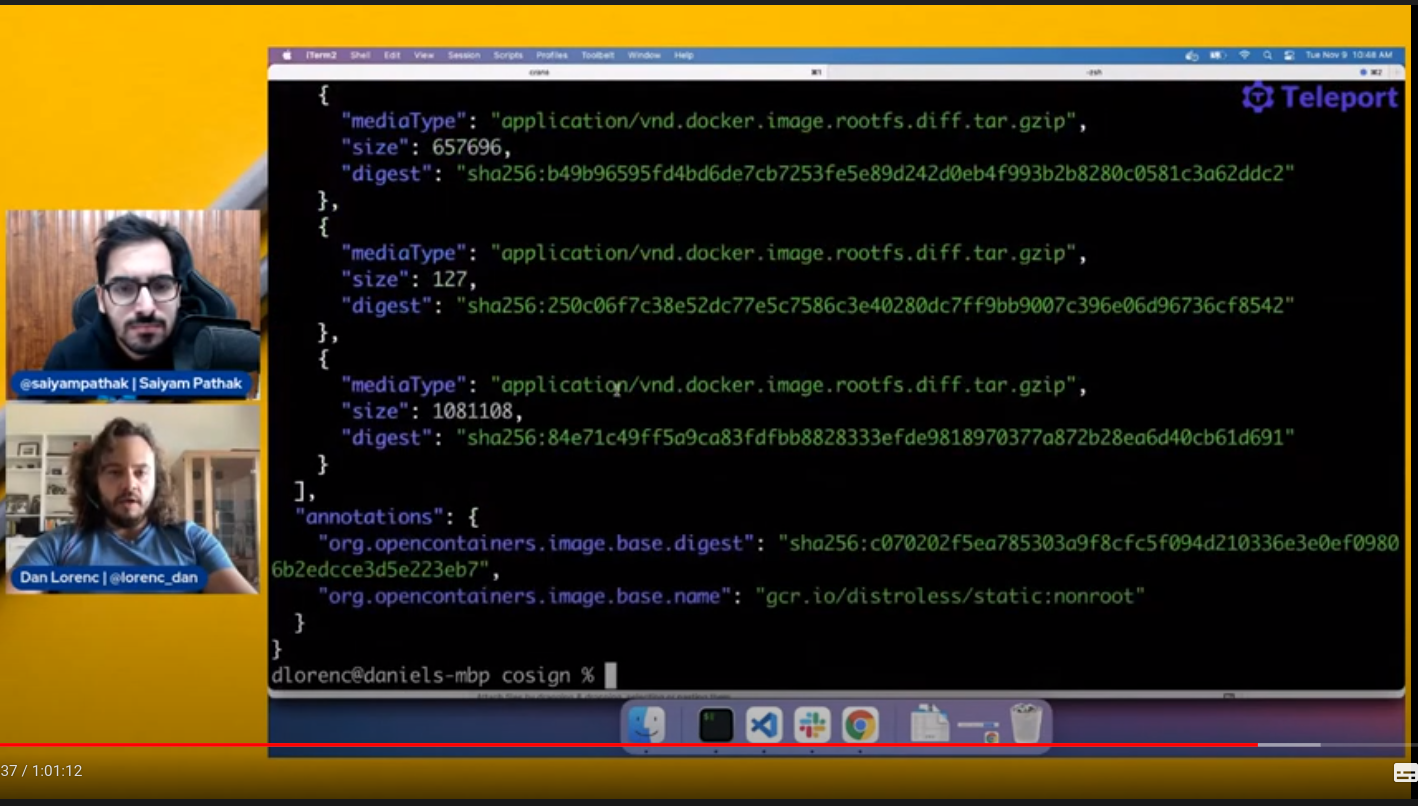 iTerm2 Shell Edit View Session Scripts Profiles Toolbelt Window Help
Tue Nov 9 10:48 AM
crane
⌘1
-zsh
⌘2
Teleport
{
"mediaType": "application/vnd.docker.image.rootfs.diff.tar.gzip",
"size": 657696,
"digest": "sha256:b49b96595fd4bd6de7cb7253fe5e89d242d0eb4f993b2b8280c0581c3a62ddc2"
},
{
"mediaType": "application/vnd.docker.image.rootfs.diff.tar.gzip",
"size": 127,
"digest": "sha256:250c06f7c38e52dc77e5c7586c3e40280dc7ff9bb9007c396e06d96736cf8542"
},
{
"mediaType": "application/vnd.docker.image.rootfs.diff.tar.gzip",
"size": 1081108,
"digest": "sha256:84e71c49ff5a9ca83fdfbb8828333efde9818970377a872b28ea6d40cb61d691"
}
],
"annotations": {
"org.opencontainers.image.base.digest": "sha256:c070202f5ea785303a9f8cfc5f094d210336e3e0ef0980
6b2edcce3d5e223eb7",
"org.opencontainers.image.base.name": "gcr.io/distroless/static:nonroot"
}
}
dlorenc@daniels-mbp cosign %
@saiyampathak | Saiyam Pathak
Dan Lorenc | @lorenc_dan
37 / 1:01:12